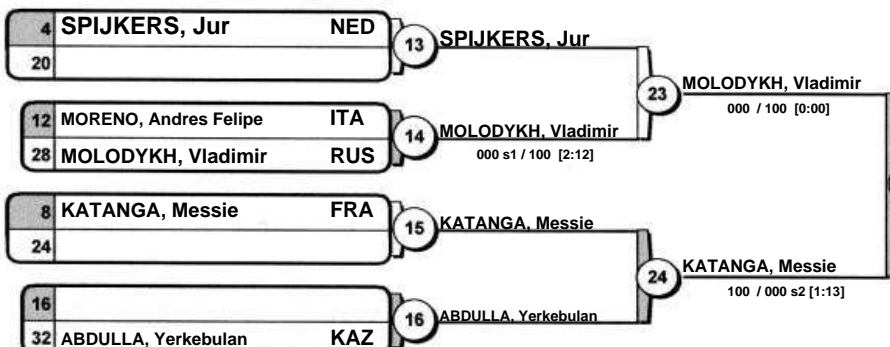 4 SPIJKERS, Jur NED
20
13 SPIJKERS, Jur
12 MORENO, Andres Felipe ITA
28 MOLODYKH, Vladimir RUS
14 MOLODYKH, Vladimir
000 s1 / 100 [2:12]
23 MOLODYKH, Vladimir
000 / 100 [0:00]
8 KATANGA, Messie FRA
24
15 KATANGA, Messie
16
32 ABDULLA, Yerkebulan KAZ
16 ABDULLA, Yerkebulan
24 KATANGA, Messie
100 / 000 s2 [1:13]